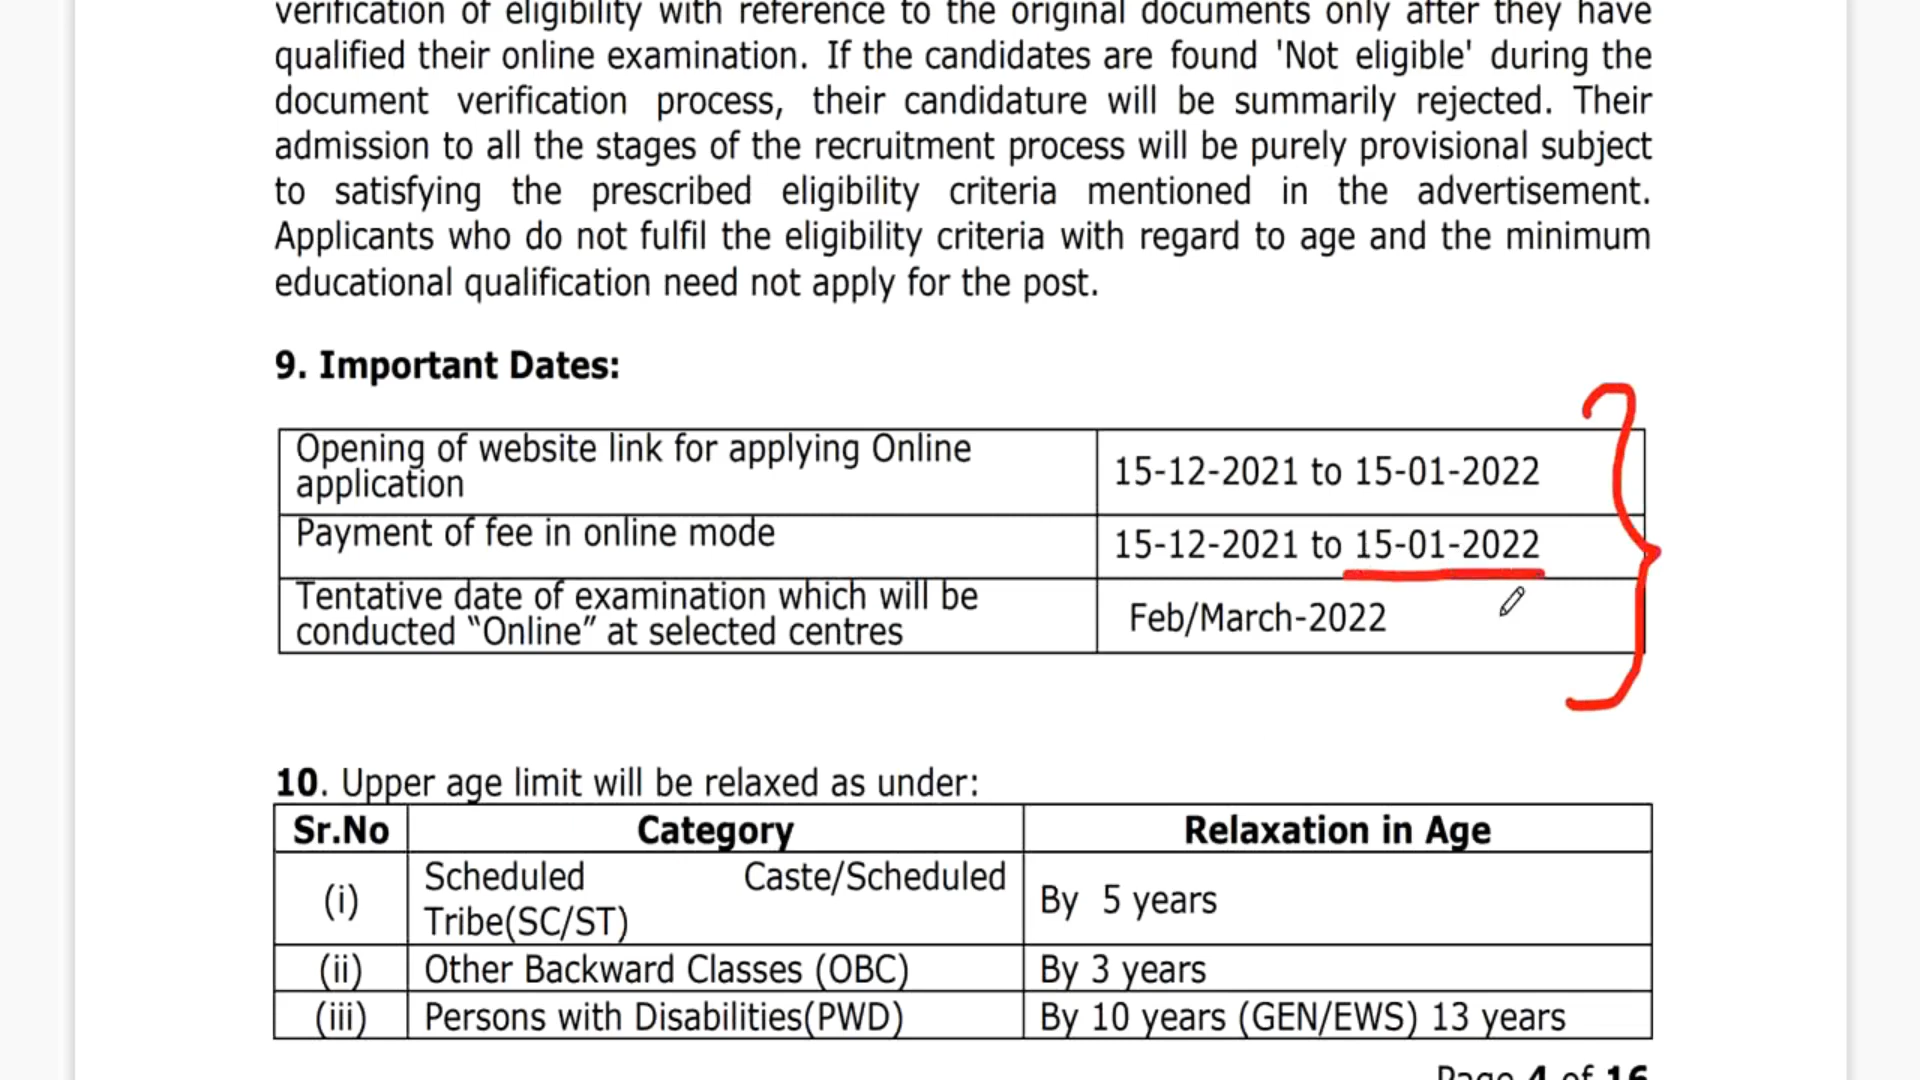 verification of eligibility with reference to the original documents only after they have
qualified their online examination. If the candidates are found 'Not eligible' during the
document verification process, their candidature will be summarily rejected. Their
admission to all the stages of the recruitment process will be purely provisional subject
to satisfying the prescribed eligibility criteria mentioned in the advertisement.
Applicants who do not fulfil the eligibility criteria with regard to age and the minimum
educational qualification need not apply for the post.
9. Important Dates:
Opening of website link for applying Online
application
15-12-2021 to 15-01-2022
Payment of fee in online mode
15-12-2021 to 15-01-2022
Tentative date of examination which will be
conducted “Online” at selected centres
Feb/March-2022
10. Upper age limit will be relaxed as under:
Sr.No Category Relaxation in Age
(i) Scheduled Caste/Scheduled
Tribe(SC/ST)
By 5 years
(ii) Other Backward Classes (OBC) By 3 years
(iii) Persons with Disabilities(PWD) By 10 years (GEN/EWS) 13 years
Page 4 of 16